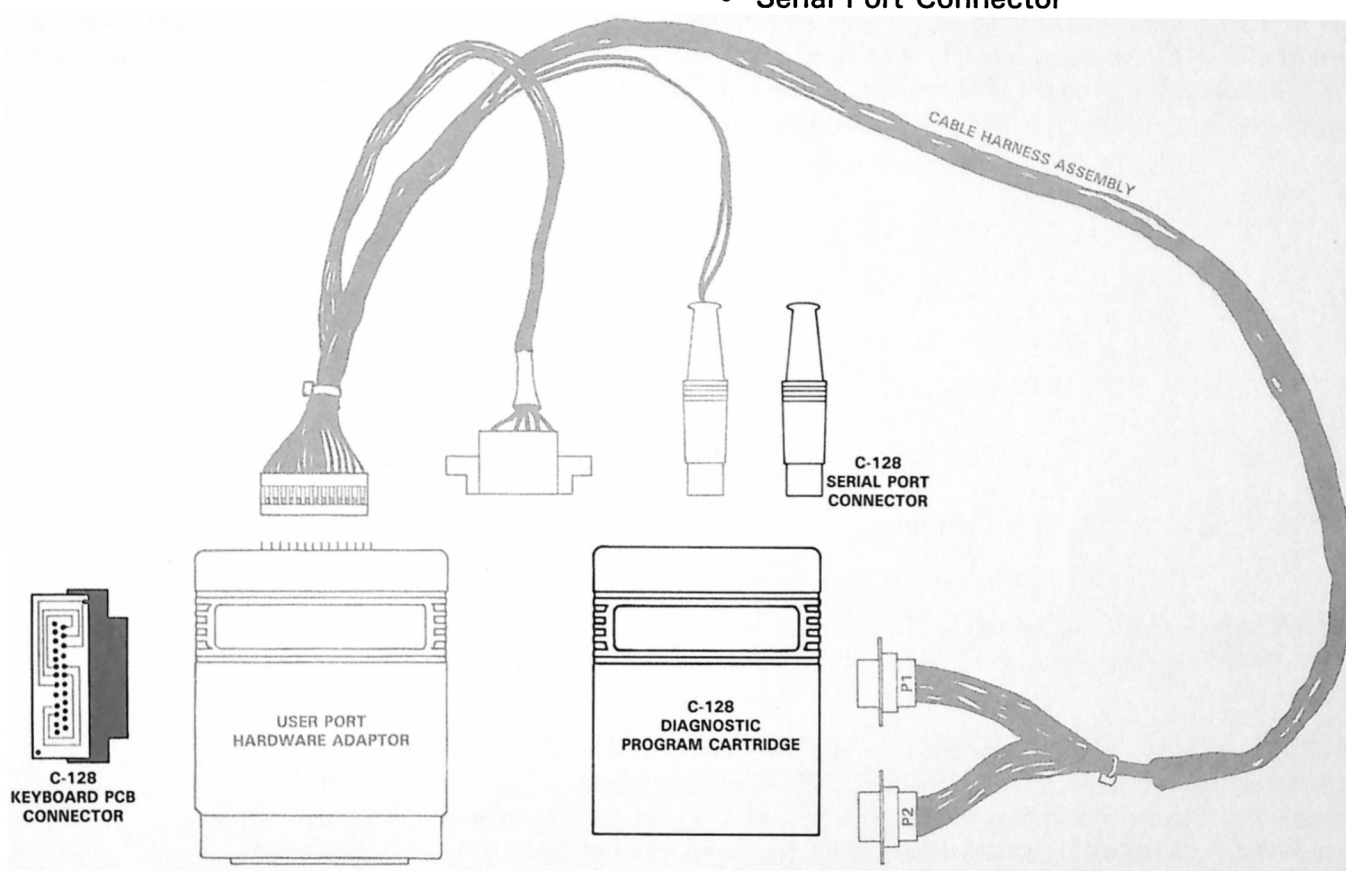 • Serial Port Connector
CABLE HARNESS ASSEMBLY
C-128
SERIAL PORT
CONNECTOR
USER PORT
HARDWARE ADAPTOR
C-128
DIAGNOSTIC
PROGRAM CARTRIDGE
P1
P2
C-128
KEYBOARD PCB
CONNECTOR